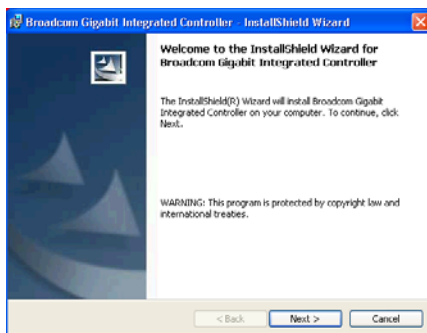 Broadcom Gigabit Integrated Controller - InstallShield Wizard
Welcome to the InstallShield Wizard for
Broadcom Gigabit Integrated Controller
The InstallShield(R) Wizard will install Broadcom Gigabit
Integrated Controller on your computer. To continue, click
Next.
WARNING: This program is protected by copyright law and
international treaties.
< Back
Next >
Cancel